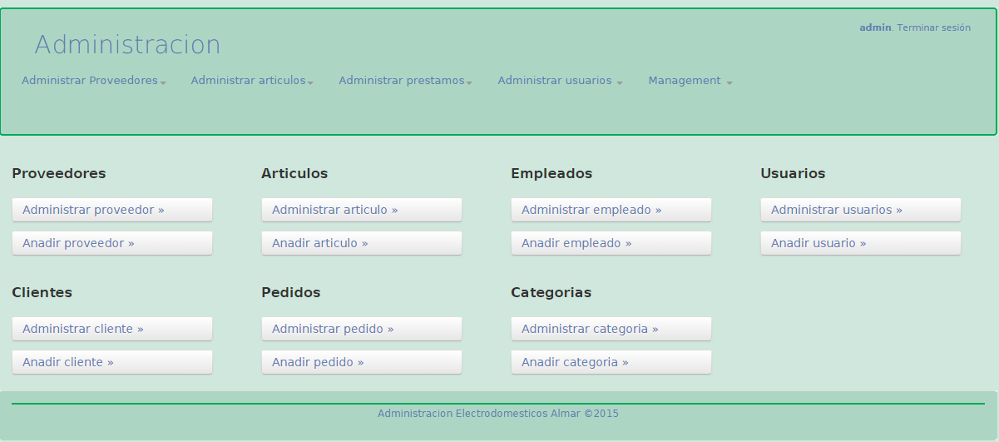 admin. Terminar sesión
Administracion
Administrar Proveedores Administrar articulos Administrar prestamos Administrar usuarios Management
Proveedores Articulos Empleados Usuarios
Administrar proveedor » Administrar articulo » Administrar empleado » Administrar usuarios »
Anadir proveedor » Anadir articulo » Anadir empleado » Anadir usuario »
Clientes Pedidos Categorias
Administrar cliente » Administrar pedido » Administrar categoria »
Anadir cliente » Anadir pedido » Anadir categoria »
Administracion Electrodomesticos Almar ©2015